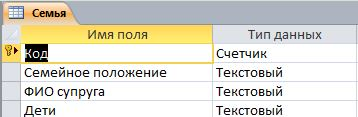 Семья
Имя поля Тип данных
Код Счетчик
Семейное положение Текстовый
ФИО супруга Текстовый
Дети Текстовый